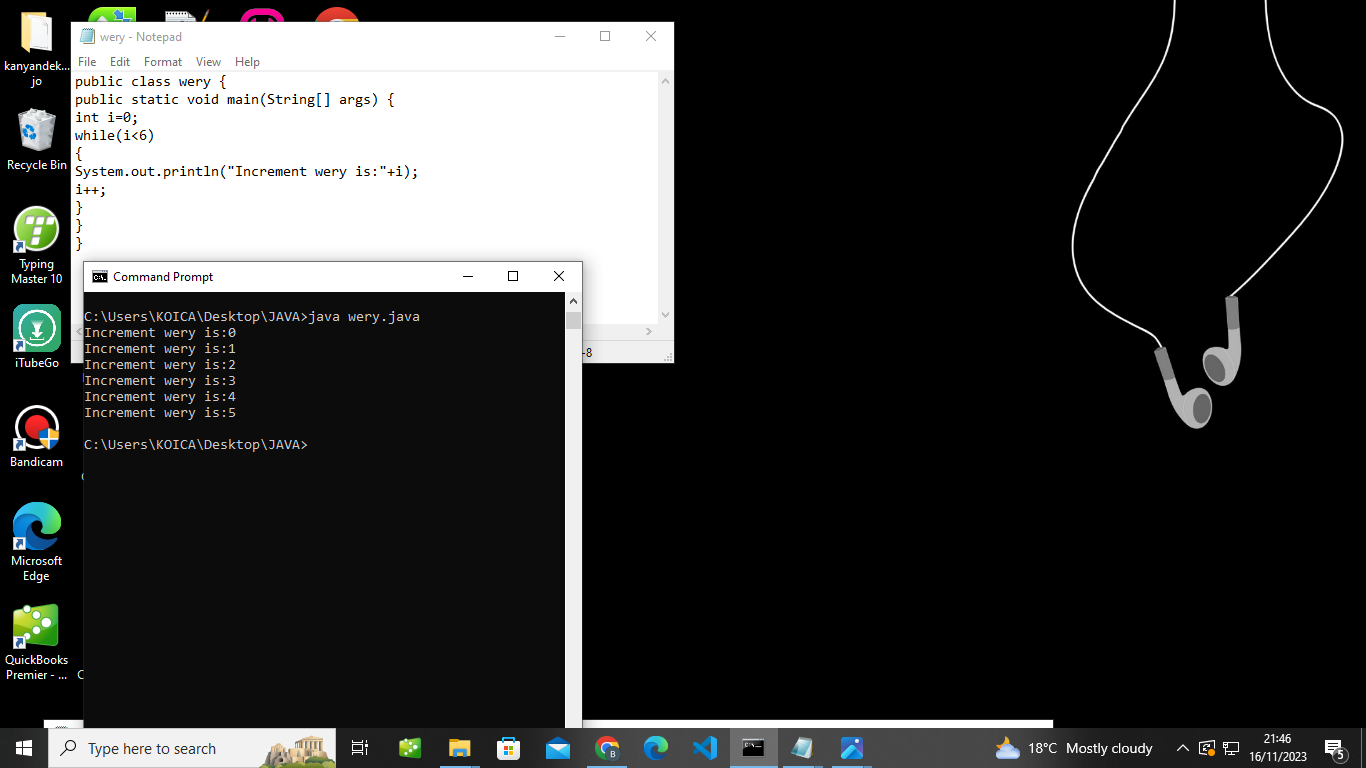 kanyandek...
jo
Recycle Bin
Typing
Master 10
iTubeGo
Bandicam
Microsoft
Edge
QuickBooks
Premier - ...
wery - Notepad
File Edit Format View Help
public class wery {
public static void main(String[] args) {
int i=0;
while(i<6)
{
System.out.println("Increment wery is:"+i);
i++;
}
}
}
-8
Command Prompt
C:\Users\KOICA\Desktop\JAVA>java wery.java
Increment wery is:0
Increment wery is:1
Increment wery is:2
Increment wery is:3
Increment wery is:4
Increment wery is:5
C:\Users\KOICA\Desktop\JAVA>
Type here to search
18°C Mostly cloudy
21:46
16/11/2023
5